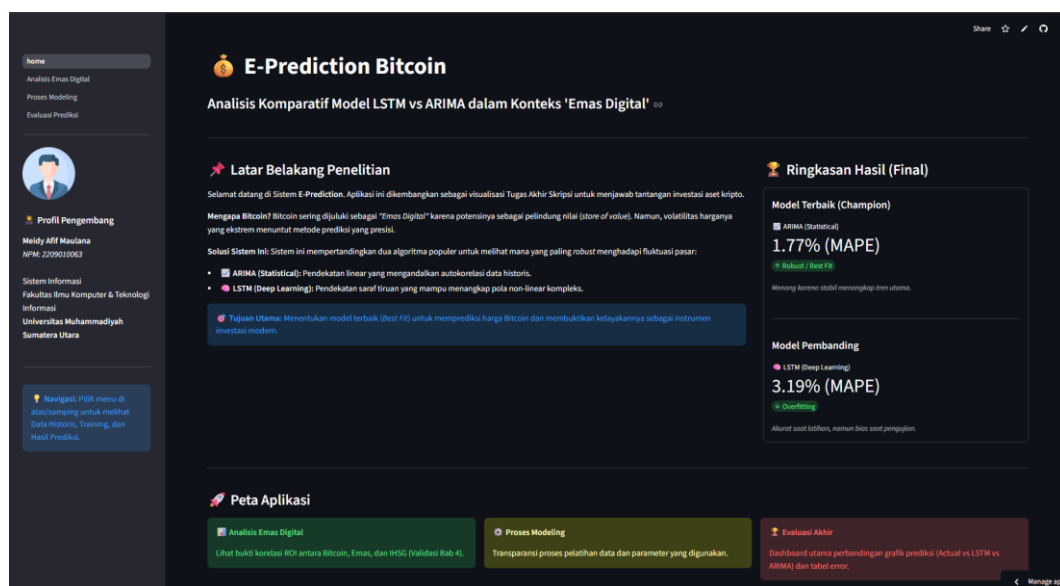 Share
home
Analisis Emas Digital
Proses Modeling
Evaluasi Prediksi
Profil Pengembang
Meidy Afif Maulana
NPM: 2209010063
Sistem Informasi
Fakultas Ilmu Komputer & Teknologi
Informasi
Universitas Muhammadiyah
Sumatera Utara
Navigasi: Pilih menu di
atas/samping untuk melihat
Data Historis, Training, dan
Hasil Prediksi.
E-Prediction Bitcoin
Analisis Komparatif Model LSTM vs ARIMA dalam Konteks 'Emas Digital'
Latar Belakang Penelitian
Selamat datang di Sistem E-Prediction. Aplikasi ini dikembangkan sebagai visualisasi Tugas Akhir Skripsi untuk menjawab tantangan investasi aset kripto.
Mengapa Bitcoin? Bitcoin sering dijuluki sebagai "Emas Digital" karena potensinya sebagai pelindung nilai (store of value). Namun, volatilitas harganya
yang ekstrem menuntut metode prediksi yang presisi.
Solusi Sistem Ini: Sistem ini mempertandingkan dua algoritma populer untuk melihat mana yang paling robust menghadapi fluktuasi pasar:
• ARIMA (Statistical): Pendekatan linear yang mengandalkan autokorelasi data historis.
• LSTM (Deep Learning): Pendekatan saraf tiruan yang mampu menangkap pola non-linear kompleks.
Tujuan Utama: Menentukan model terbaik (Best Fit) untuk memprediksi harga Bitcoin dan membuktikan kelayakannya sebagai instrumen
investasi modern.
Ringkasan Hasil (Final)
Model Terbaik (Champion)
ARIMA (Statistical)
1.77% (MAPE)
↑ Robust / Best Fit
Menang karena stabil menangkap tren utama.
Model Pembanding
LSTM (Deep Learning)
3.19% (MAPE)
↓ Overfitting
Akurat saat latihan, namun bias saat pengujian.
Peta Aplikasi
Analisis Emas Digital
Lihat bukti korelasi ROI antara Bitcoin, Emas, dan IHSG (Validasi Bab 4).
Proses Modeling
Transparansi proses pelatihan data dan parameter yang digunakan.
Evaluasi Akhir
Dashboard utama perbandingan grafik prediksi (Actual vs LSTM vs
ARIMA) dan tabel error.
< Manage ap